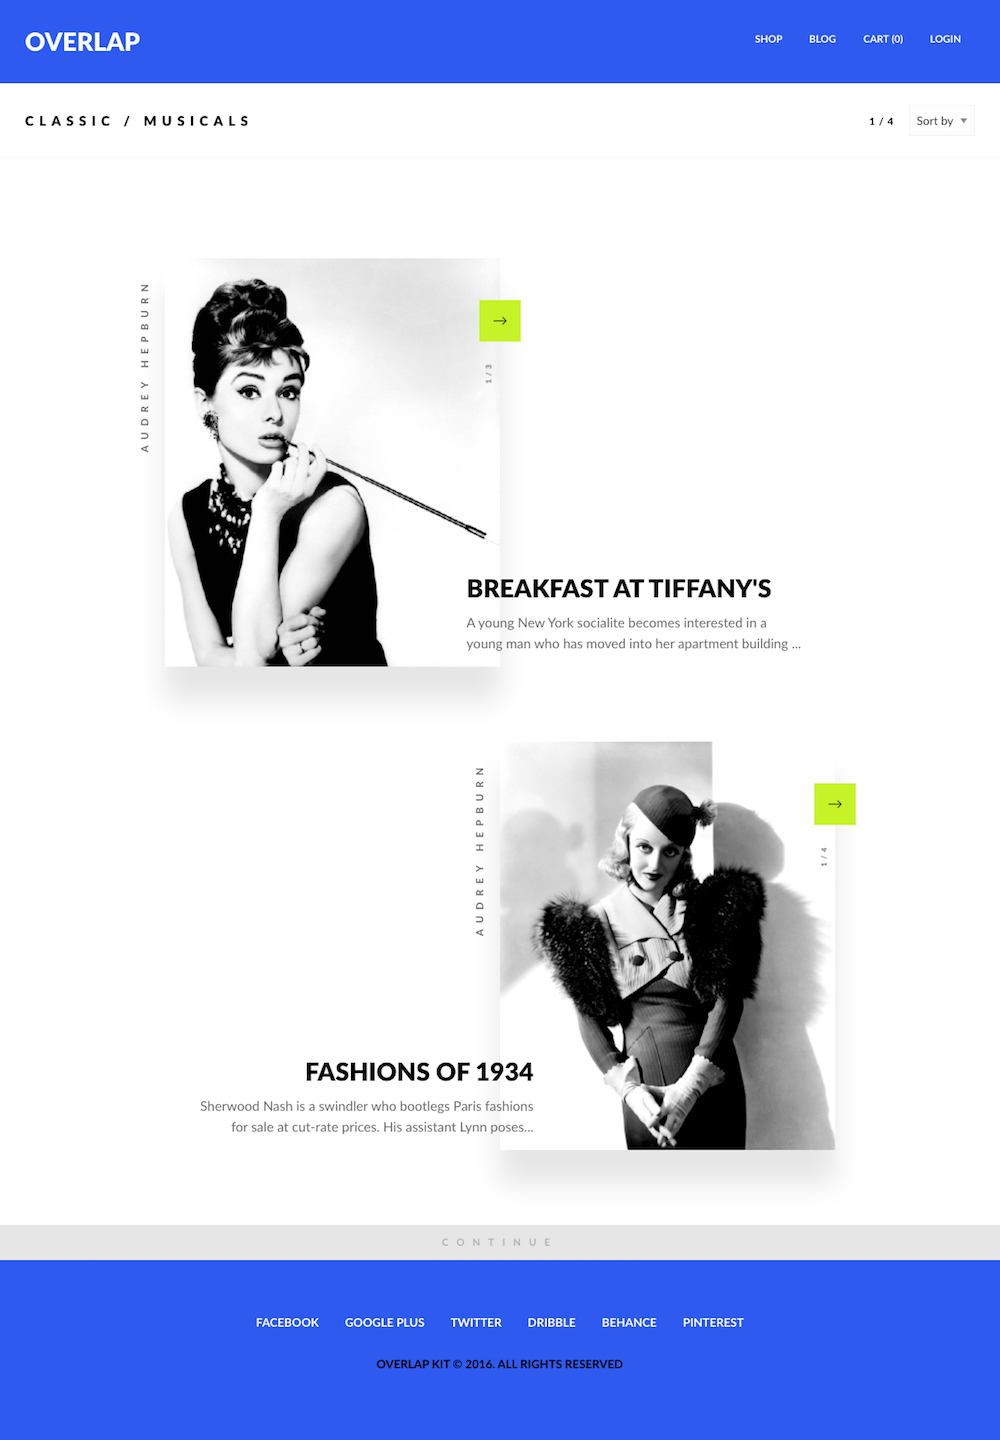 OVERLAP
SHOP BLOG CART (0) LOGIN
CLASSIC / MUSICALS
1 / 4 Sort by
AUDREY HEPBURN
1 / 3
BREAKFAST AT TIFFANY'S
A young New York socialite becomes interested in a
young man who has moved into her apartment building ...
AUDREY HEPBURN
1 / 4
FASHIONS OF 1934
Sherwood Nash is a swindler who bootlegs Paris fashions
for sale at cut-rate prices. His assistant Lynn poses...
CONTINUE
FACEBOOK GOOGLE PLUS TWITTER DRIBBLE BEHANCE PINTEREST
OVERLAP KIT © 2016. ALL RIGHTS RESERVED